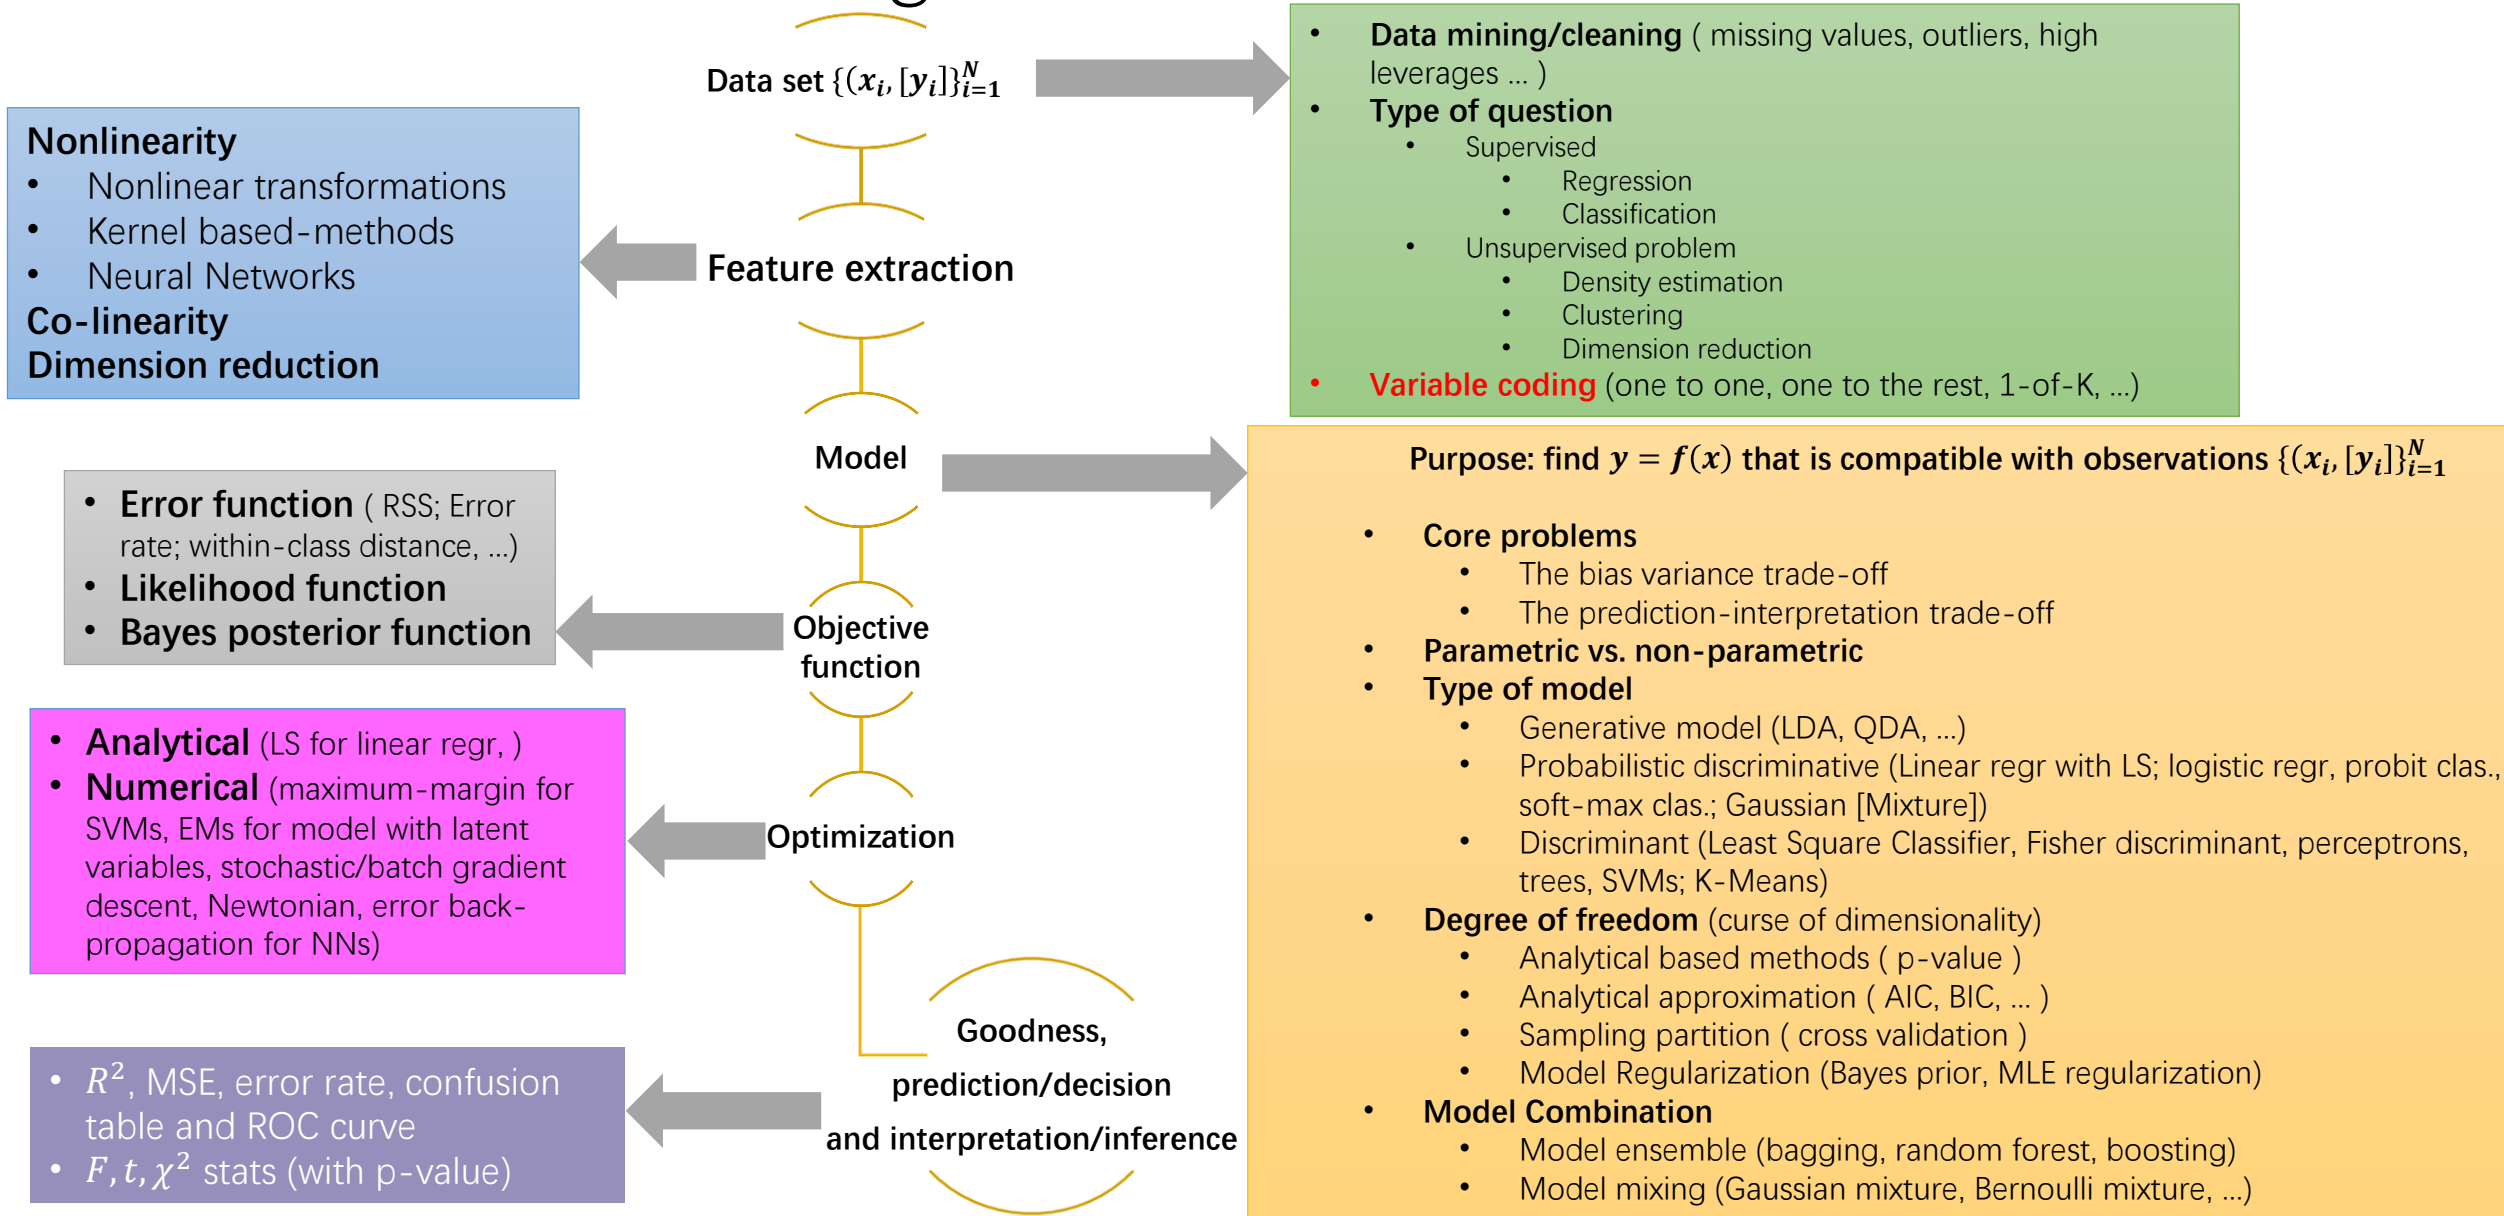 Data set {(x_i, [y_i]}_{i=1}^N
• Data mining/cleaning ( missing values, outliers, high
leverages ... )
• Type of question
• Supervised
• Regression
• Classification
• Unsupervised problem
• Density estimation
• Clustering
• Dimension reduction
• Variable coding (one to one, one to the rest, 1-of-K, ...)
Feature extraction
Nonlinearity
• Nonlinear transformations
• Kernel based-methods
• Neural Networks
Co-linearity
Dimension reduction
Model
Purpose: find y = f(x) that is compatible with observations {(x_i, [y_i]}_{i=1}^N
• Core problems
• The bias variance trade-off
• The prediction-interpretation trade-off
• Parametric vs. non-parametric
• Type of model
• Generative model (LDA, QDA, ...)
• Probabilistic discriminative (Linear regr with LS; logistic regr, probit clas.,
soft-max clas.; Gaussian [Mixture])
• Discriminant (Least Square Classifier, Fisher discriminant, perceptrons,
trees, SVMs; K-Means)
• Degree of freedom (curse of dimensionality)
• Analytical based methods ( p-value )
• Analytical approximation ( AIC, BIC, ... )
• Sampling partition ( cross validation )
• Model Regularization (Bayes prior, MLE regularization)
• Model Combination
• Model ensemble (bagging, random forest, boosting)
• Model mixing (Gaussian mixture, Bernoulli mixture, ...)
Objective
function
• Error function ( RSS; Error
rate; within-class distance, ...)
• Likelihood function
• Bayes posterior function
Optimization
• Analytical (LS for linear regr, )
• Numerical (maximum-margin for
SVMs, EMs for model with latent
variables, stochastic/batch gradient
descent, Newtonian, error back-
propagation for NNs)
Goodness,
prediction/decision
and interpretation/inference
• R², MSE, error rate, confusion
table and ROC curve
• F, t, χ² stats (with p-value)